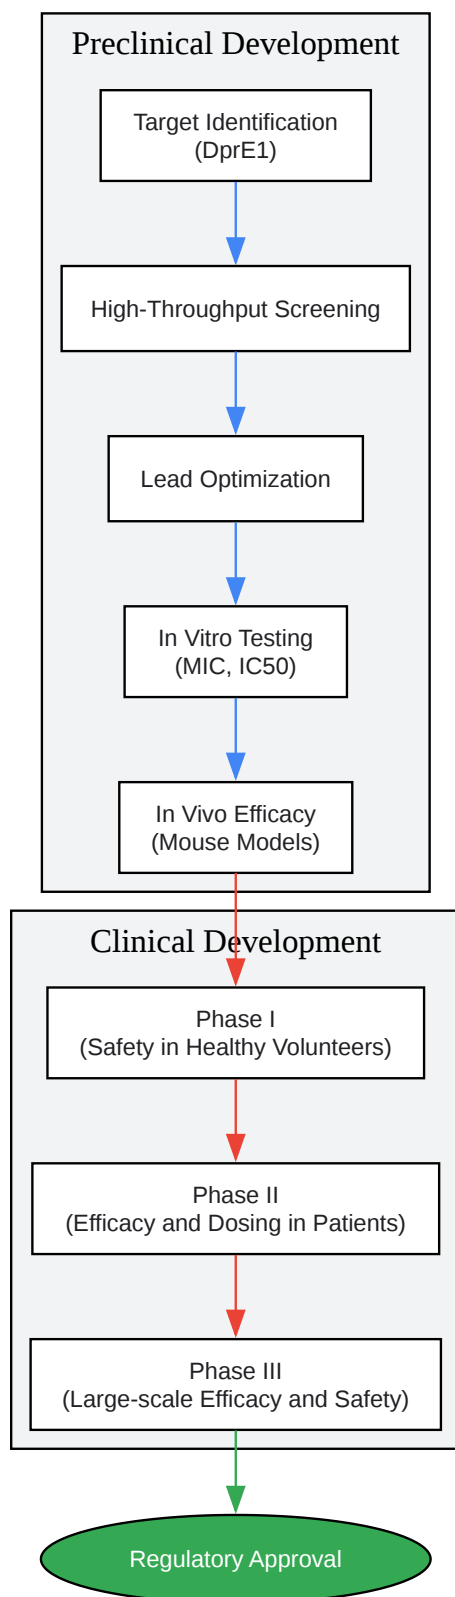 Preclinical Development
Target Identification
(DprE1)
High-Throughput Screening
Lead Optimization
In Vitro Testing
(MIC, IC50)
In Vivo Efficacy
(Mouse Models)
Clinical Development
Phase I
(Safety in Healthy Volunteers)
Phase II
(Efficacy and Dosing in Patients)
Phase III
(Large-scale Efficacy and Safety)
Regulatory Approval